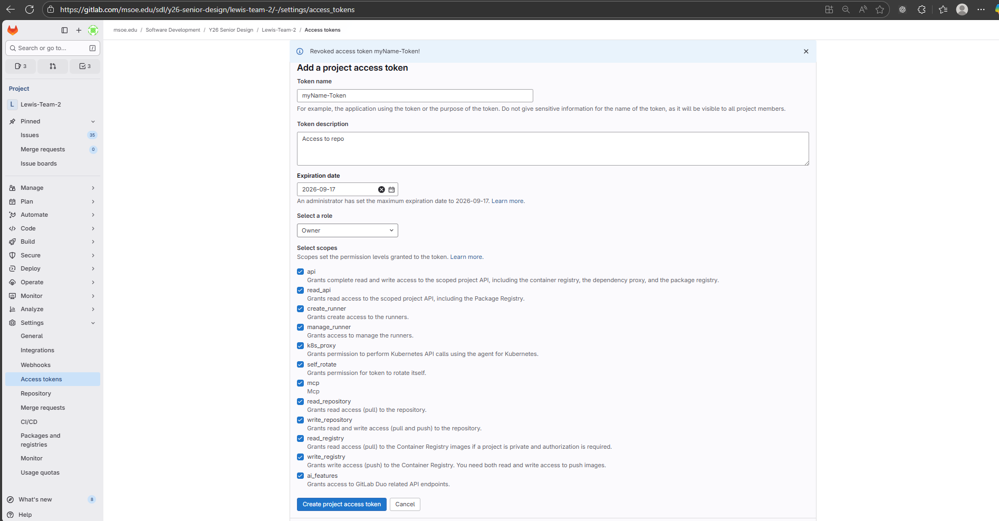 https://gitlab.com/msoe.edu/sdl/y26-senior-design/lewis-team-2/-/settings/access_tokens
msoe.edu / Software Development / Y26 Senior Design / Lewis-Team-2 / Access tokens
Search or go to... /
3
3
Project
L Lewis-Team-2
Pinned
Issues 35
Merge requests 0
Issue boards
Manage
Plan
Automate
Code
Build
Secure
Deploy
Operate
Monitor
Analyze
Settings
General
Integrations
Webhooks
Access tokens
Repository
Merge requests
CI/CD
Packages and
registries
Monitor
Usage quotas
What's new 8
Help
Revoked access token myName-Token!
Add a project access token
Token name
myName-Token
For example, the application using the token or the purpose of the token. Do not give sensitive information for the name of the token, as it will be visible to all project members.
Token description
Access to repo
Expiration date
2026-09-17
An administrator has set the maximum expiration date to 2026-09-17. Learn more.
Select a role
Owner
Select scopes
Scopes set the permission levels granted to the token. Learn more.
api
Grants complete read and write access to the scoped project API, including the container registry, the dependency proxy, and the package registry.
read_api
Grants read access to the scoped project API, including the Package Registry.
create_runner
Grants create access to the runners.
manage_runner
Grants access to manage the runners.
k8s_proxy
Grants permission to perform Kubernetes API calls using the agent for Kubernetes.
self_rotate
Grants permission for token to rotate itself.
mcp
Mcp
read_repository
Grants read access (pull) to the repository.
write_repository
Grants read and write access (pull and push) to the repository.
read_registry
Grants read access (pull) to the Container Registry images if a project is private and authorization is required.
write_registry
Grants write access (push) to the Container Registry. You need both read and write access to push images.
ai_features
Grants access to GitLab Duo related API endpoints.
Create project access token
Cancel